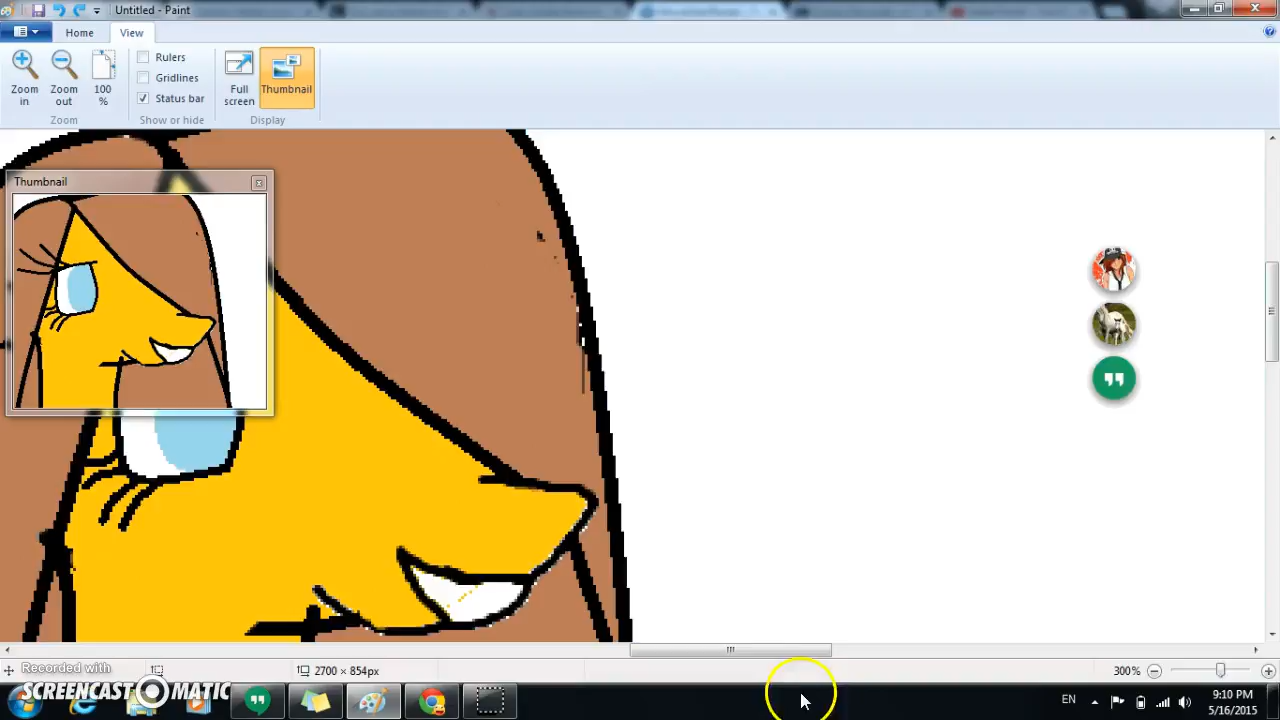 Untitled - Paint
Home
View
Zoom in
Zoom out
100 %
Rulers
Gridlines
Status bar
Full screen
Thumbnail
Zoom
Show or hide
Display
Thumbnail
2700 × 854px
300%
Recorded with
SCREENCAST MATIC
EN
9:10 PM
5/16/2015